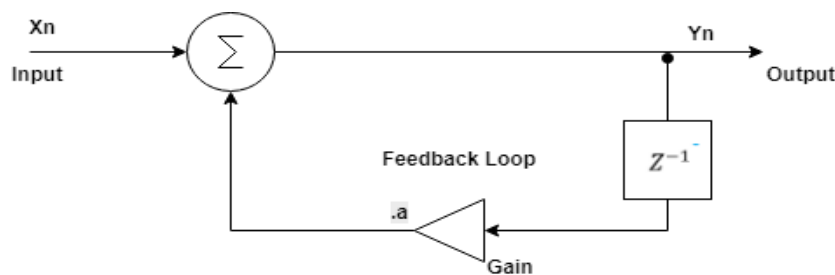 Xn
Yn
Input
Σ
Output
Feedback Loop
Z⁻¹
.a
Gain